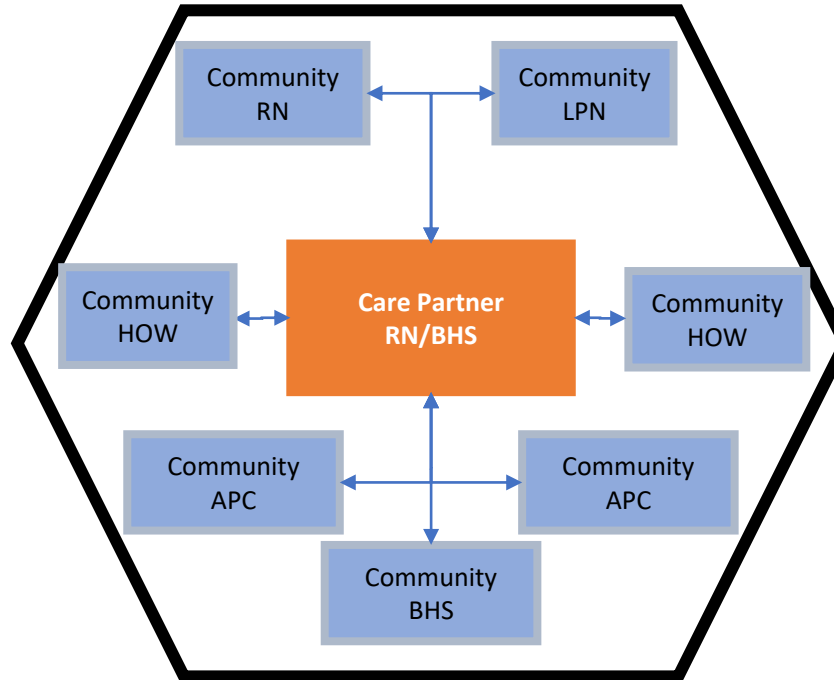 Community
RN
Community
LPN
Community
HOW
Care Partner
RN/BHS
Community
HOW
Community
APC
Community
APC
Community
BHS